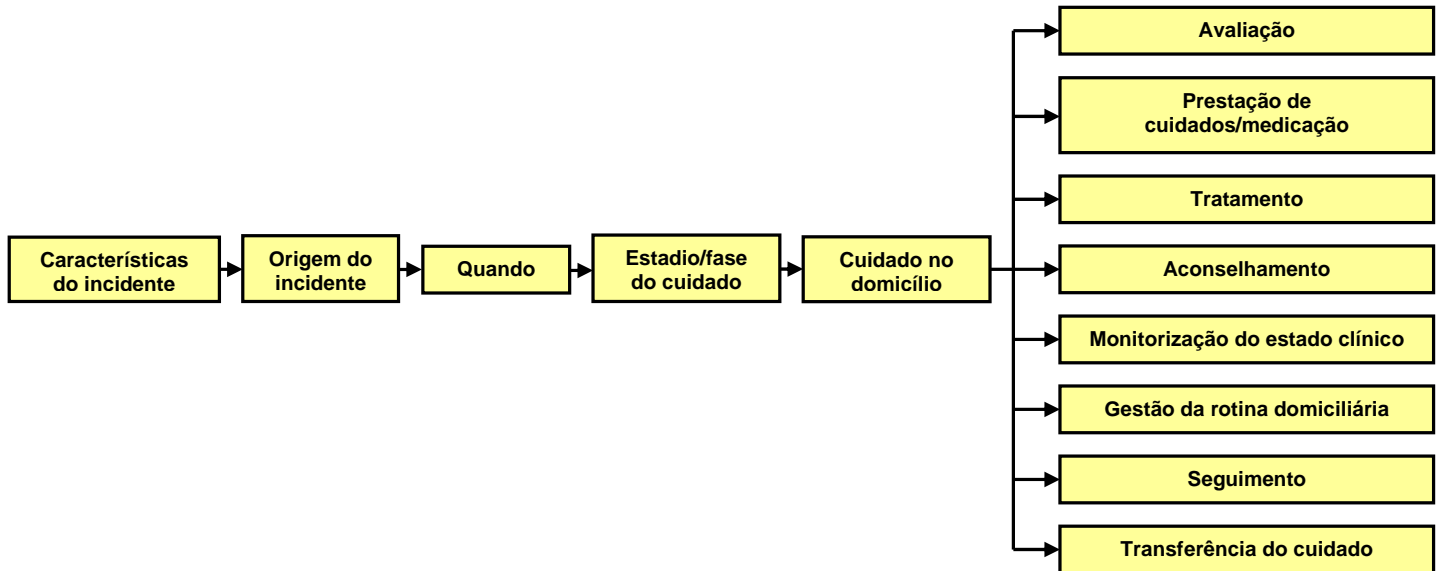 Características
do incidente
Origem do
incidente
Quando
Estadio/fase
do cuidado
Cuidado no
domicílio
Avaliação
Prestação de
cuidados/medicação
Tratamento
Aconselhamento
Monitorização do estado clínico
Gestão da rotina domiciliária
Seguimento
Transferência do cuidado